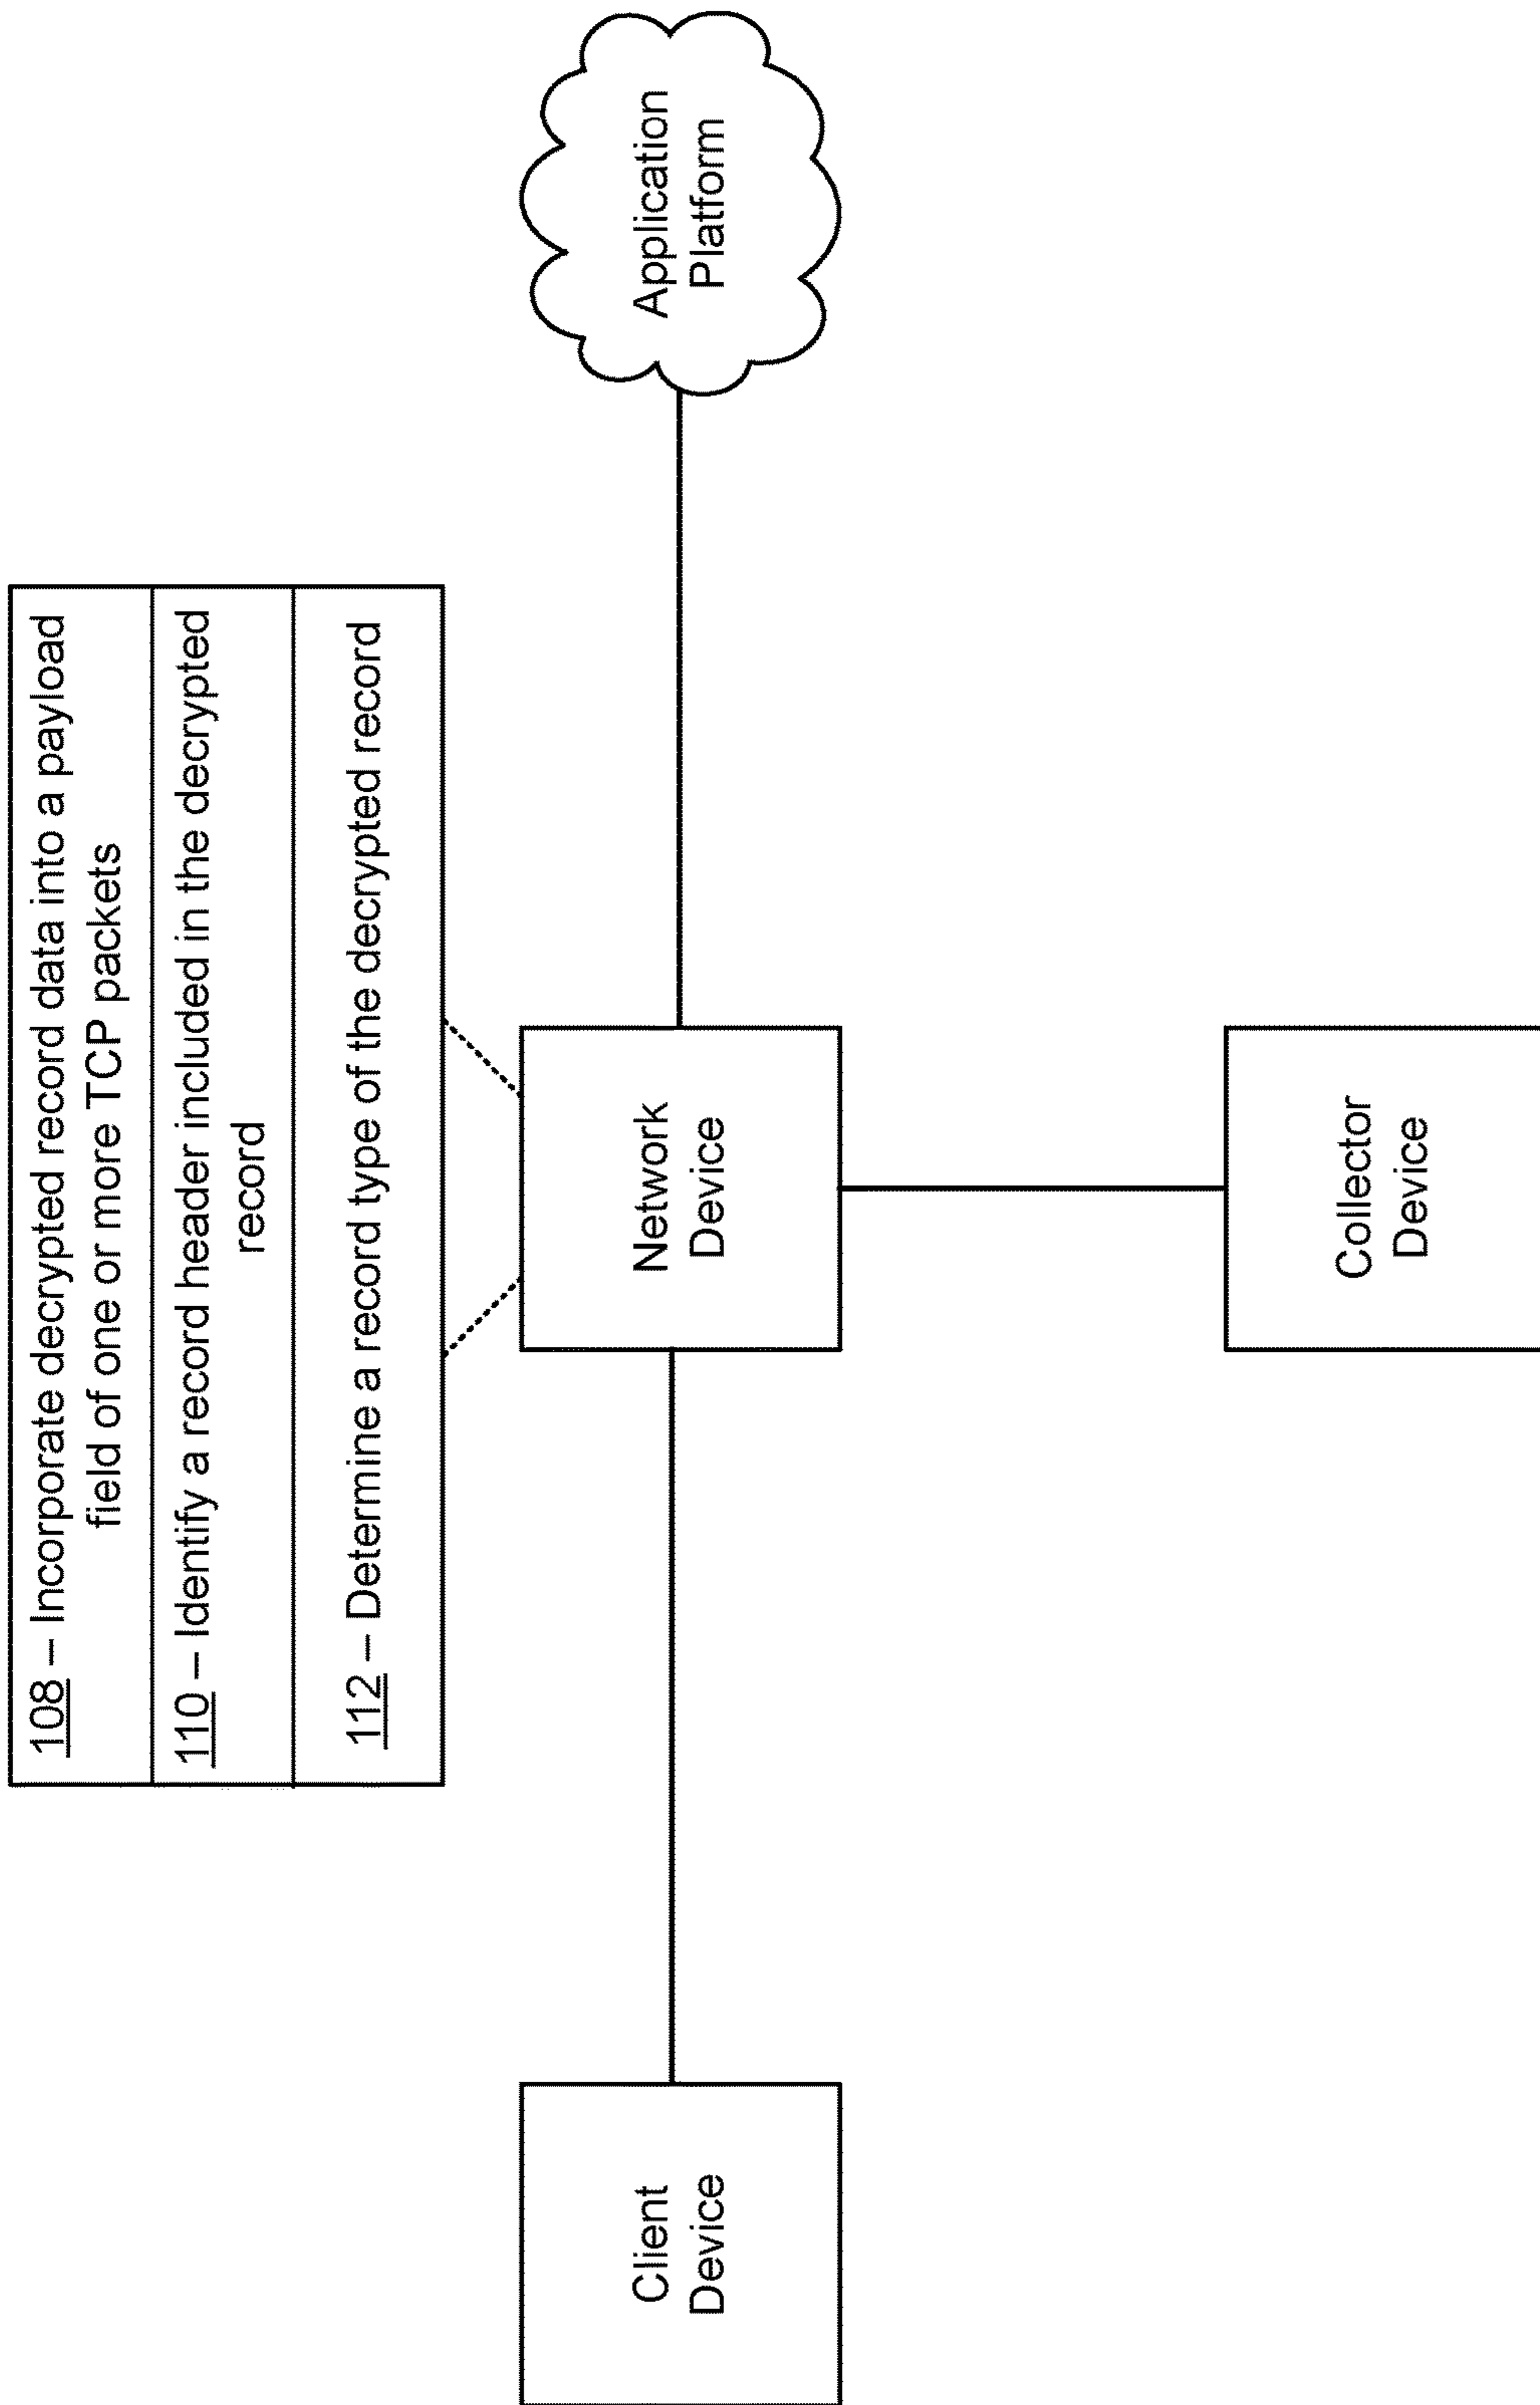 108 – Incorporate decrypted record data into a payload
field of one or more TCP packets
110 – Identify a record header included in the decrypted
record
112 – Determine a record type of the decrypted record
Client
Device
Network
Device
Application
Platform
Collector
Device